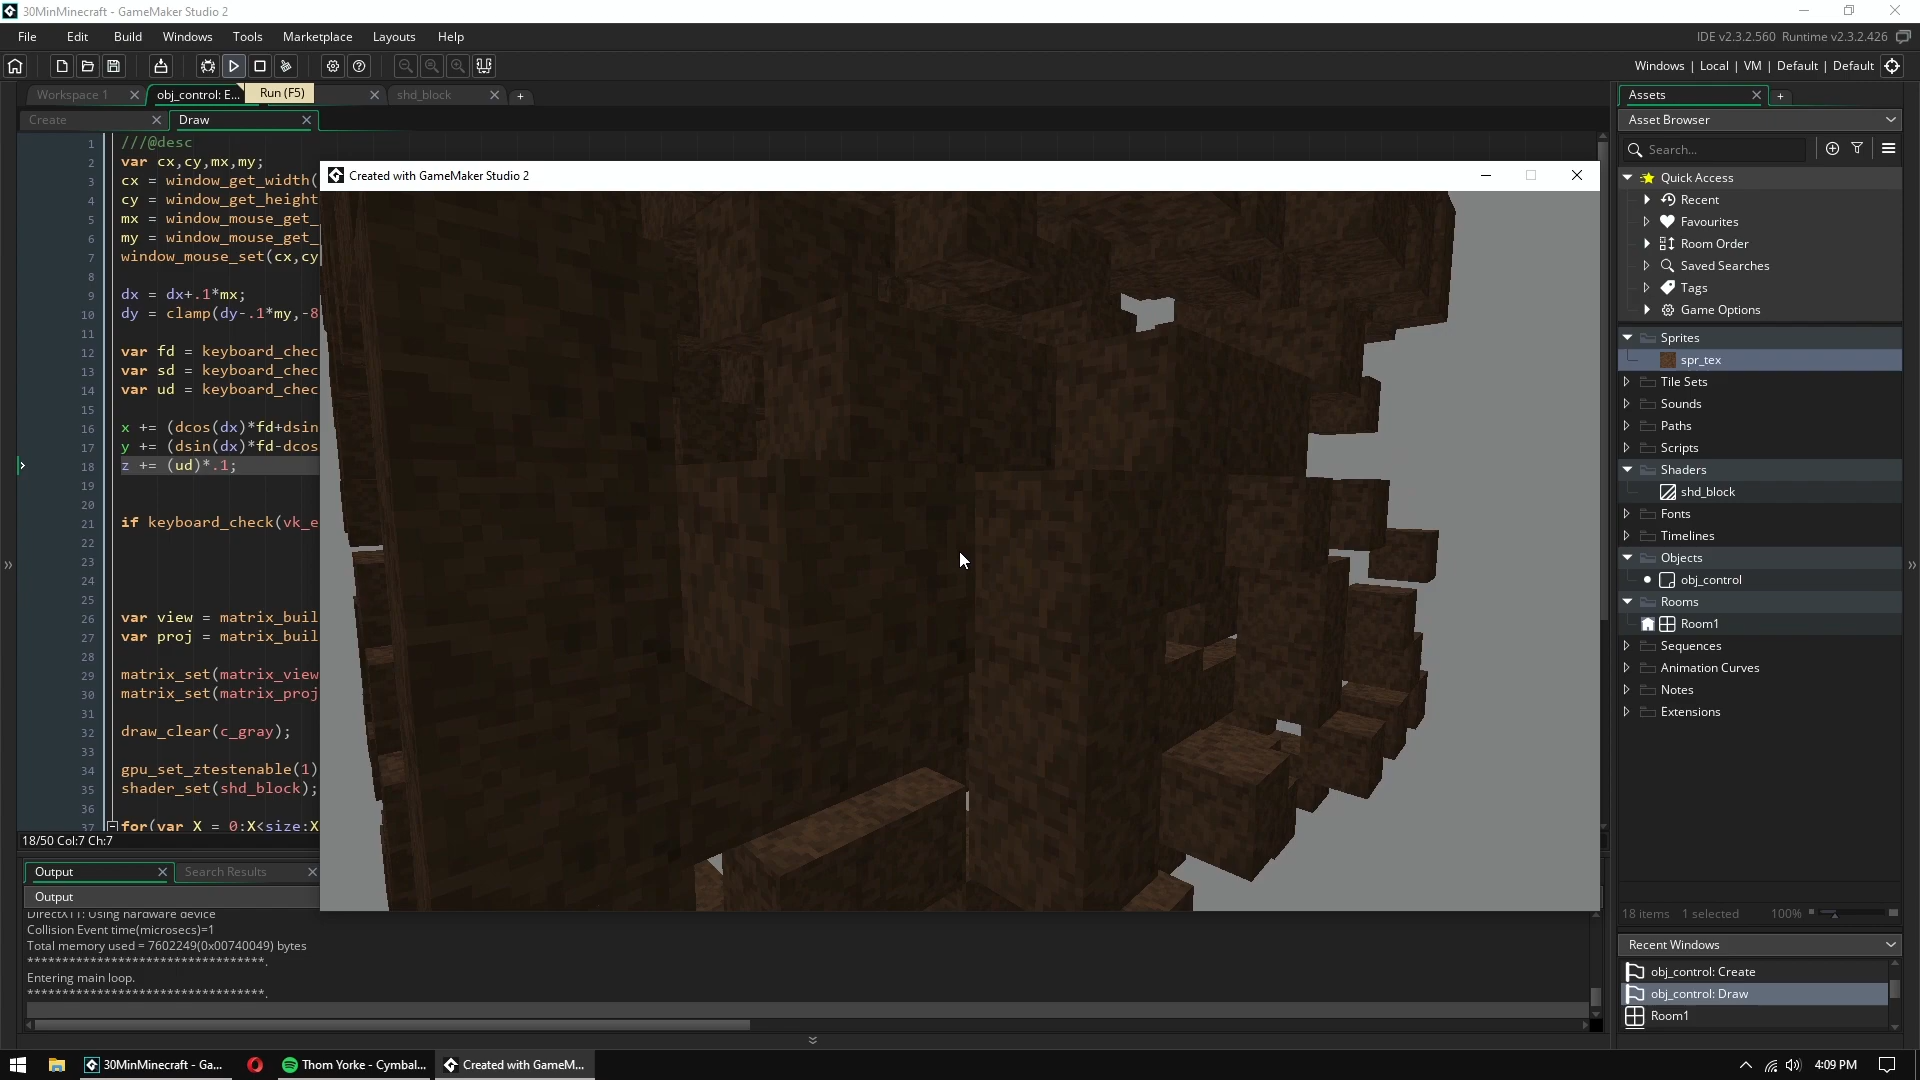 30MinMinecraft - GameMaker Studio 2
File Edit Build Windows Tools Marketplace Layouts Help
IDE v2.3.2.560 Runtime v2.3.2.426
Windows | Local | VM | Default | Default
Workspace 1
obj_control: E...
Run (F5)
shd_block
Create
Draw
1 ///@desc
2 var cx,cy,mx,my;
3 cx = window_get_width(
4 cy = window_get_height
5 mx = window_mouse_get_
6 my = window_mouse_get_
7 window_mouse_set(cx,cy
8
9 dx = dx+.1*mx;
10 dy = clamp(dy-.1*my,-8
11
12 var fd = keyboard_chec
13 var sd = keyboard_chec
14 var ud = keyboard_chec
15
16 x += (dcos(dx)*fd+dsin
17 y += (dsin(dx)*fd-dcos
18 z += (ud)*.1;
19
20
21 if keyboard_check(vk_e
22
23
24
25
26 var view = matrix_buil
27 var proj = matrix_buil
28
29 matrix_set(matrix_view
30 matrix_set(matrix_proj
31
32 draw_clear(c_gray);
33
34 gpu_set_ztestenable(1)
35 shader_set(shd_block);
36
37 for(var X = 0;X<size;X
18/50 Col:7 Ch:7
Created with GameMaker Studio 2
Output
Search Results
Output
DirectX11: Using hardware device
Collision Event time(microsecs)=1
Total memory used = 7602249(0x00740049) bytes
**********************************.
Entering main loop.
**********************************.
Assets
Asset Browser
Search...
Quick Access
Recent
Favourites
Room Order
Saved Searches
Tags
Game Options
Sprites
spr_tex
Tile Sets
Sounds
Paths
Scripts
Shaders
shd_block
Fonts
Timelines
Objects
obj_control
Rooms
Room1
Sequences
Animation Curves
Notes
Extensions
18 items 1 selected 100%
Recent Windows
obj_control: Create
obj_control: Draw
Room1
30MinMinecraft - Ga...
Thom Yorke - Cymbal...
Created with GameM...
4:09 PM